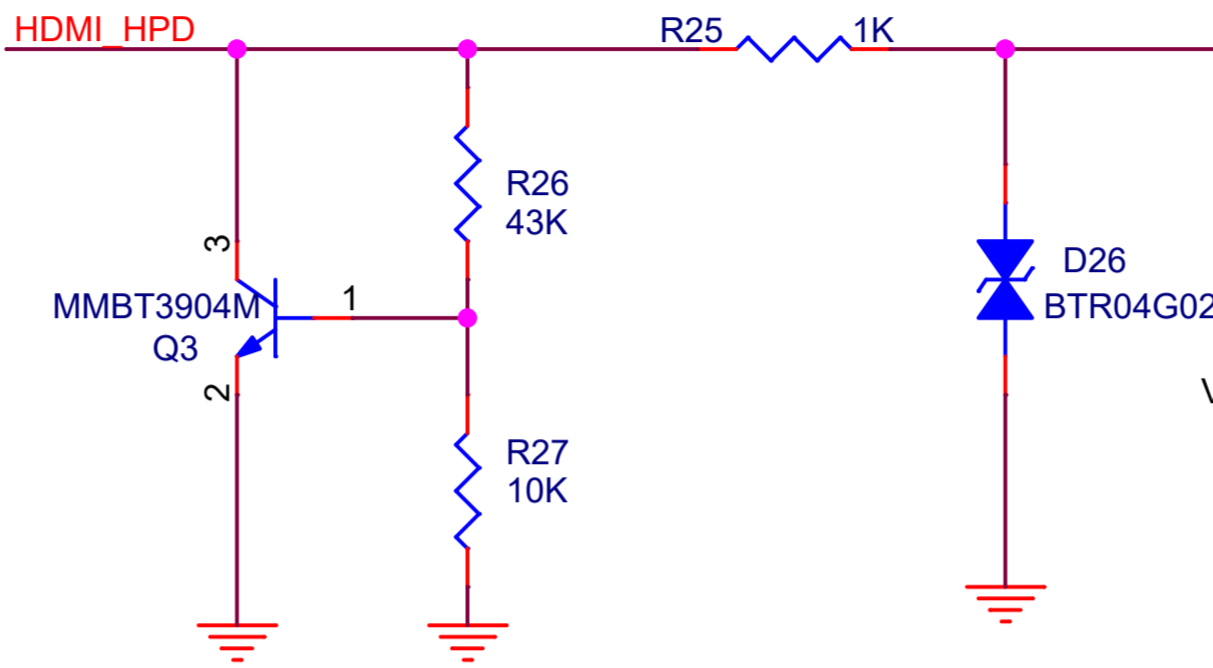 HDMI_HPD
R25
1K
R26
43K
3
MMBT3904M
1
Q3
2
D26
BTR04G02
R27
10K